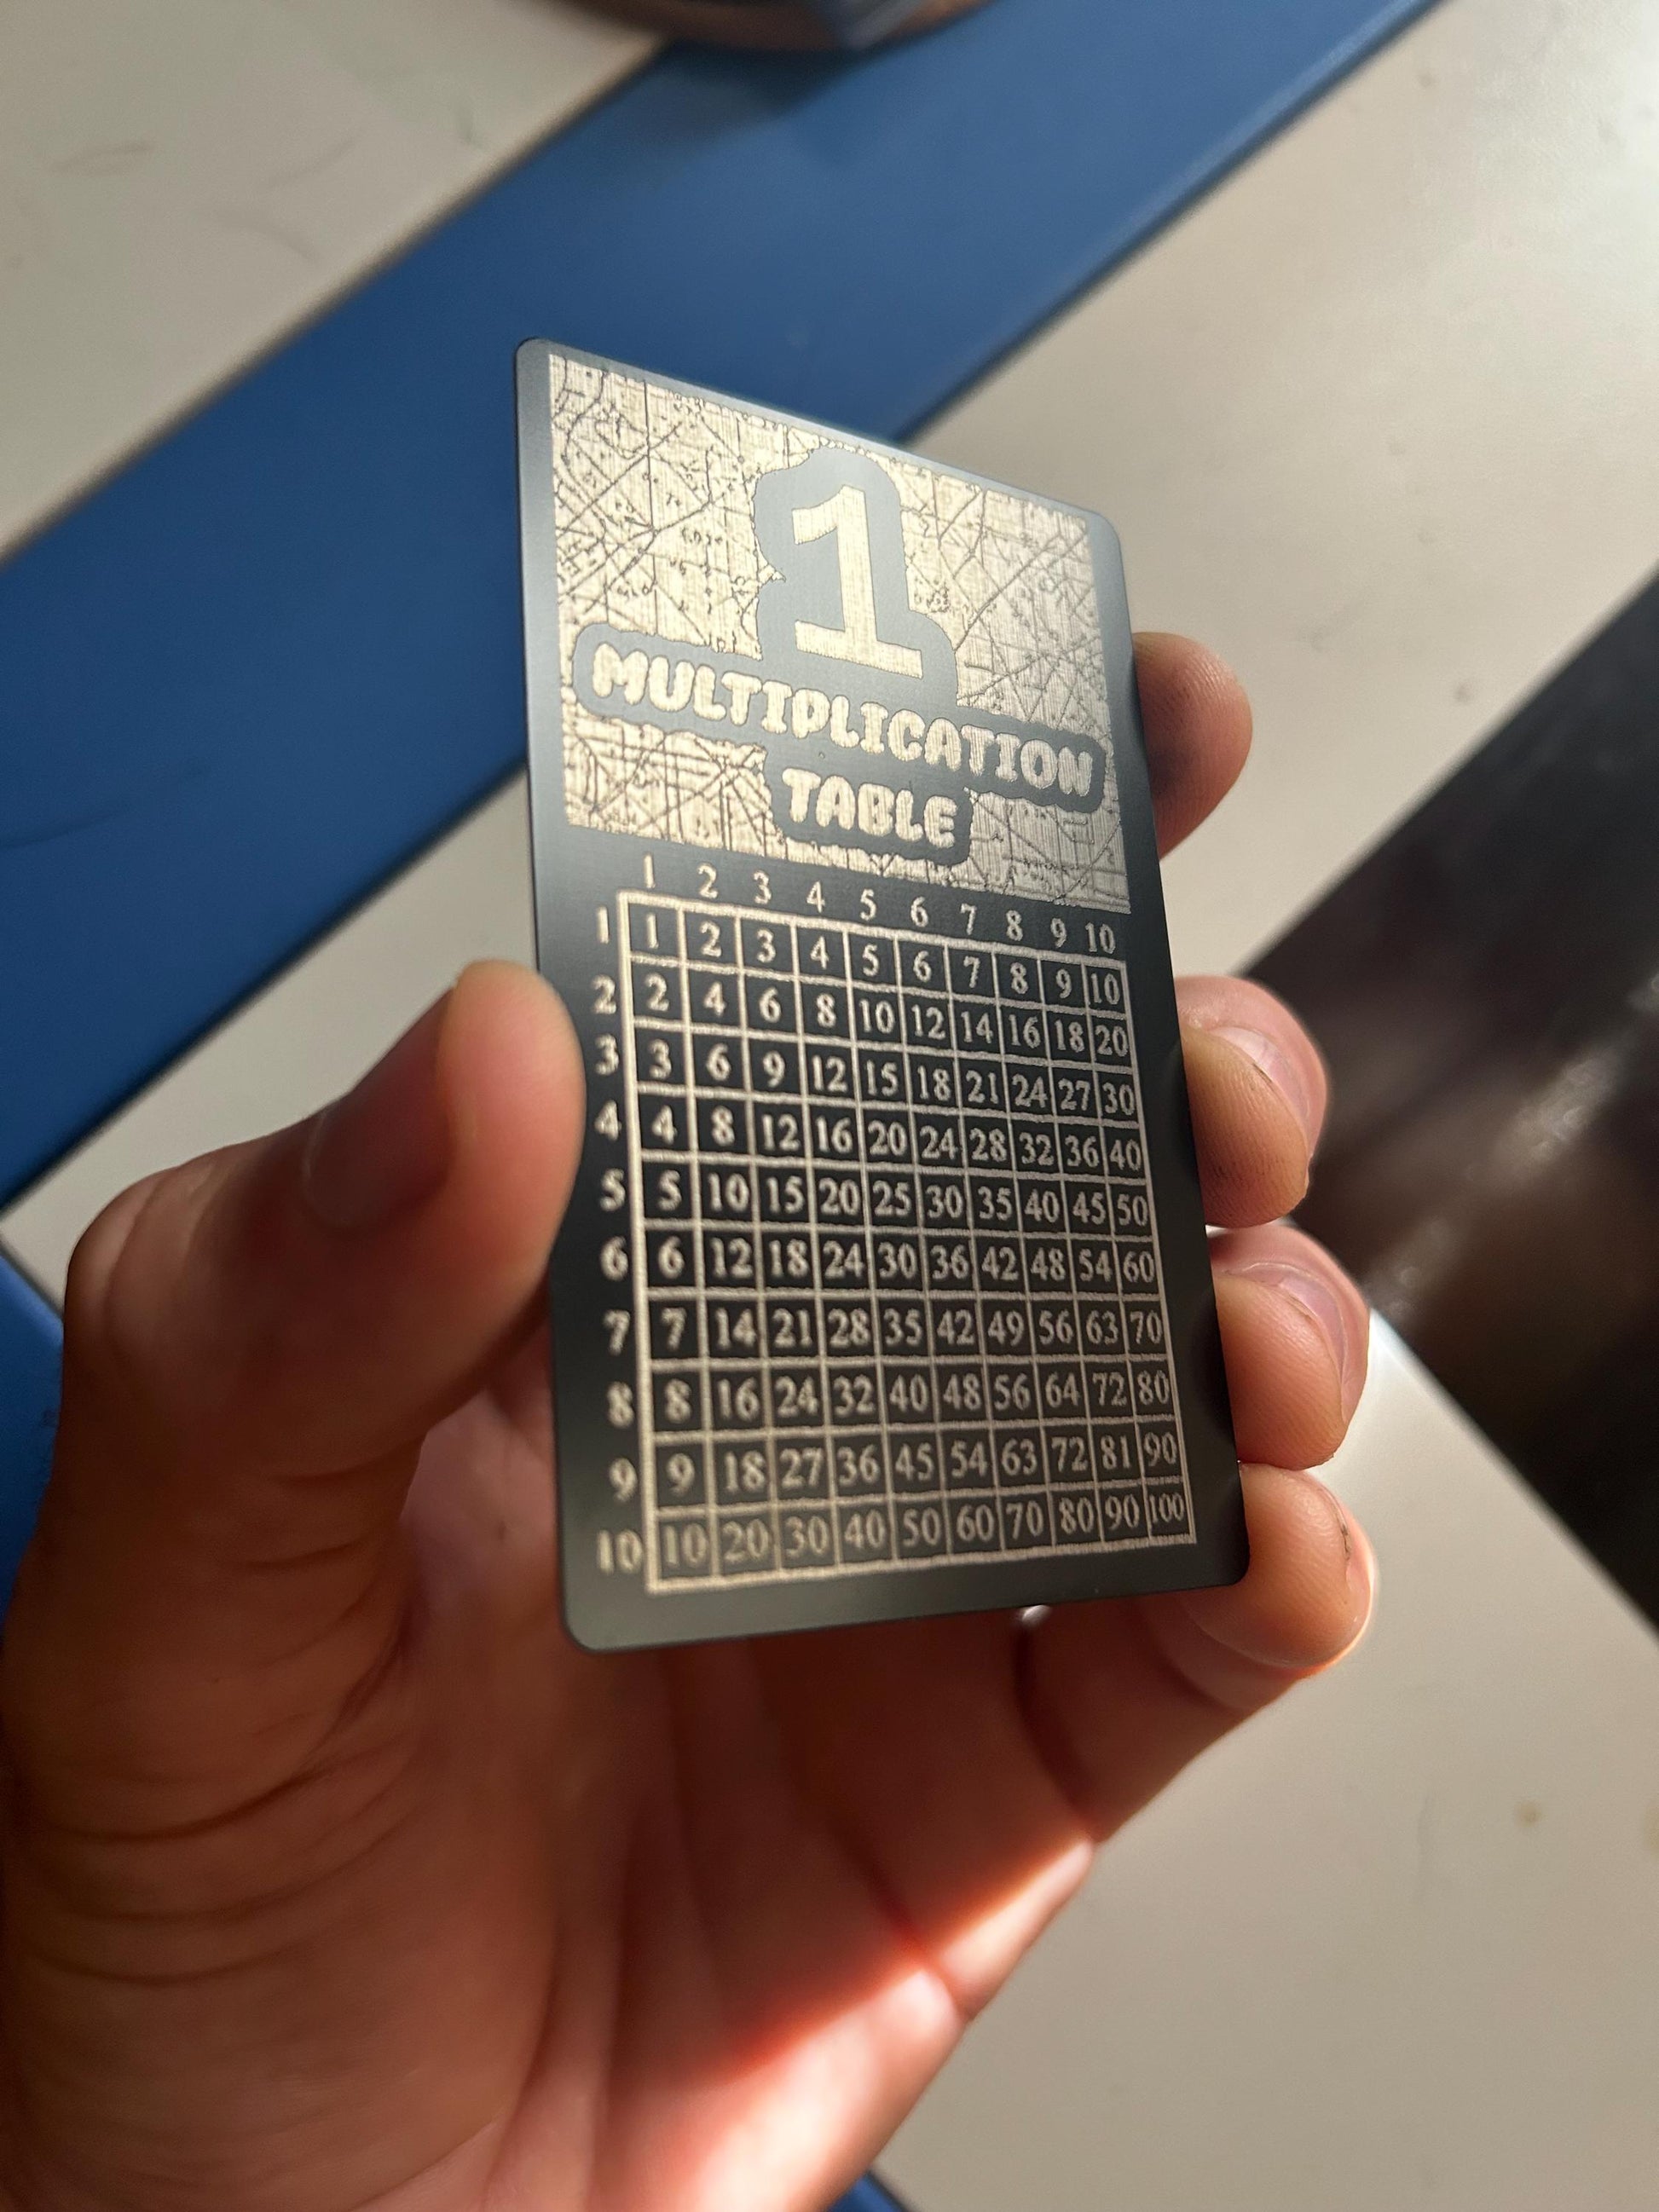 1
MULTIPLICATION
TABLE
1 2 3 4 5 6 7 8 9 10
1 1 2 3 4 5 6 7 8 9 10
2 2 4 6 8 10 12 14 16 18 20
3 3 6 9 12 15 18 21 24 27 30
4 4 8 12 16 20 24 28 32 36 40
5 5 10 15 20 25 30 35 40 45 50
6 6 12 18 24 30 36 42 48 54 60
7 7 14 21 28 35 42 49 56 63 70
8 8 16 24 32 40 48 56 64 72 80
9 9 18 27 36 45 54 63 72 81 90
10 10 20 30 40 50 60 70 80 90 100